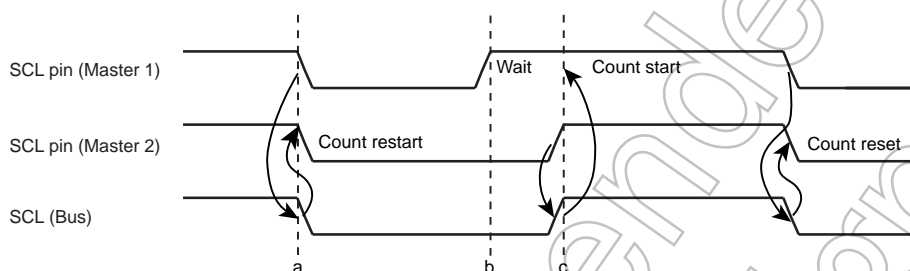 SCL pin (Master 1)
Wait
Count start
SCL pin (Master 2)
Count restart
Count reset
SCL (Bus)
a
b
c